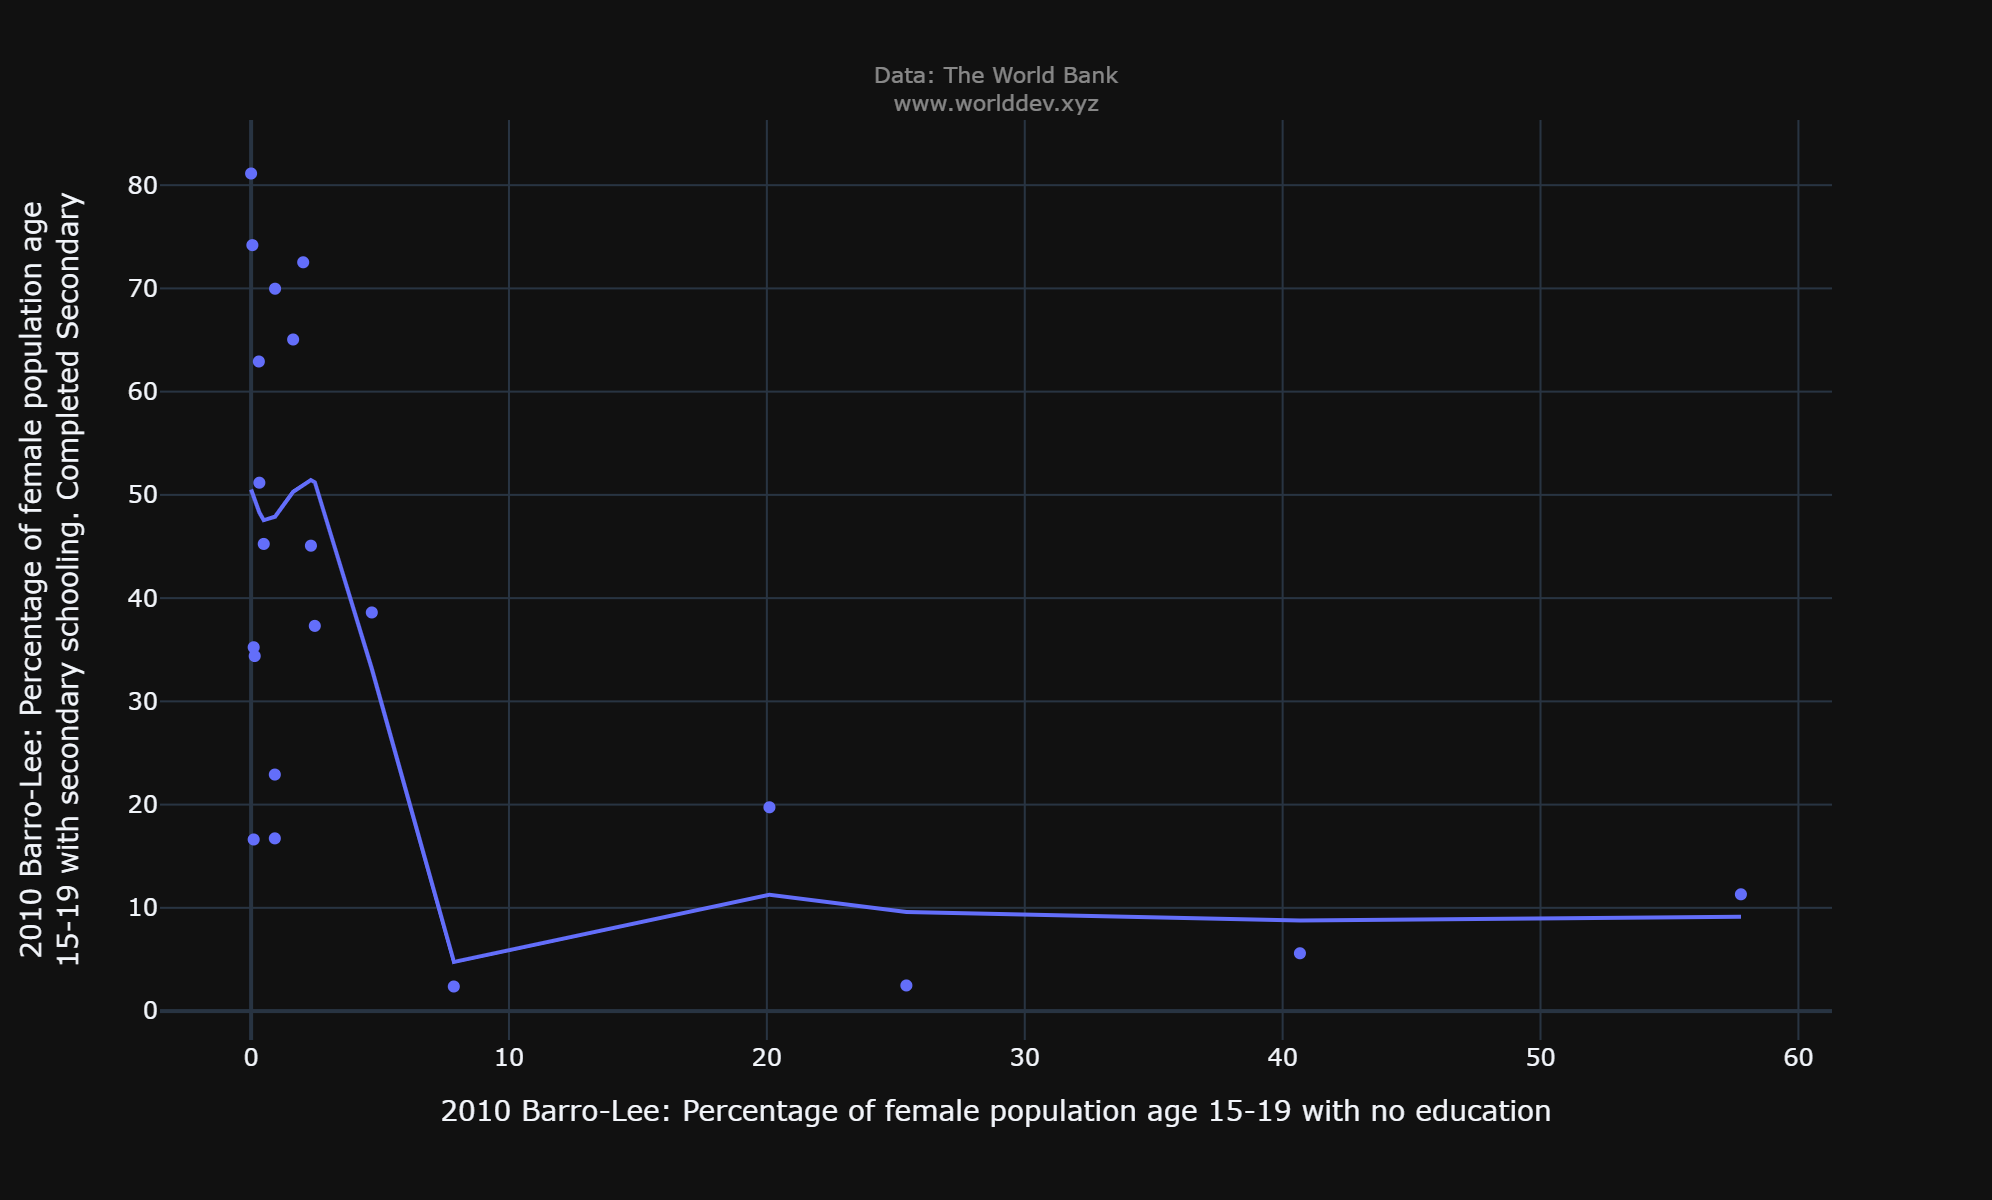 Data: The World Bank
www.worlddev.xyz
2010 Barro-Lee: Percentage of female population age
15-19 with secondary schooling. Completed Secondary
80
70
60
50
40
30
20
10
0
0 10 20 30 40 50 60
2010 Barro-Lee: Percentage of female population age 15-19 with no education